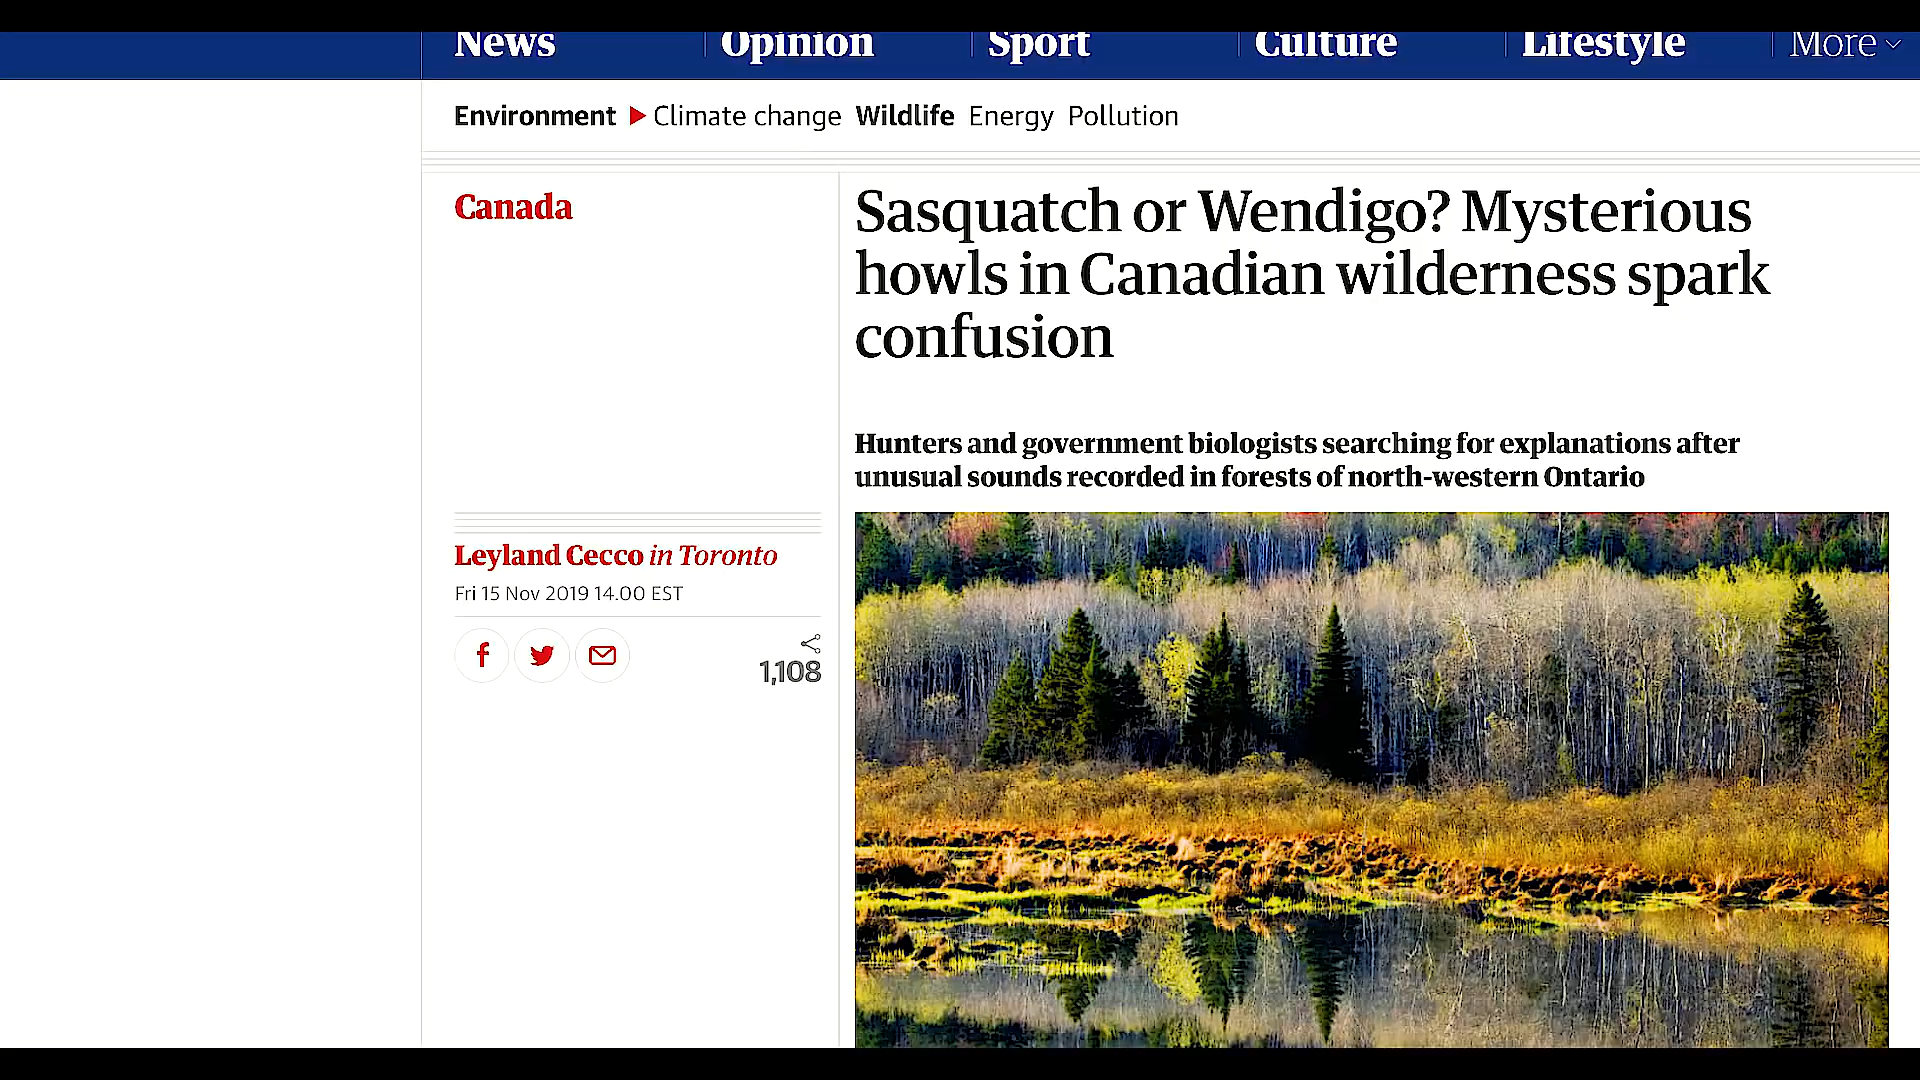 News Opinion Sport Culture Lifestyle More
Environment Climate change Wildlife Energy Pollution
Canada
Sasquatch or Wendigo? Mysterious
howls in Canadian wilderness spark
confusion
Hunters and government biologists searching for explanations after
unusual sounds recorded in forests of north-western Ontario
Leyland Cecco in Toronto
Fri 15 Nov 2019 14.00 EST
1,108